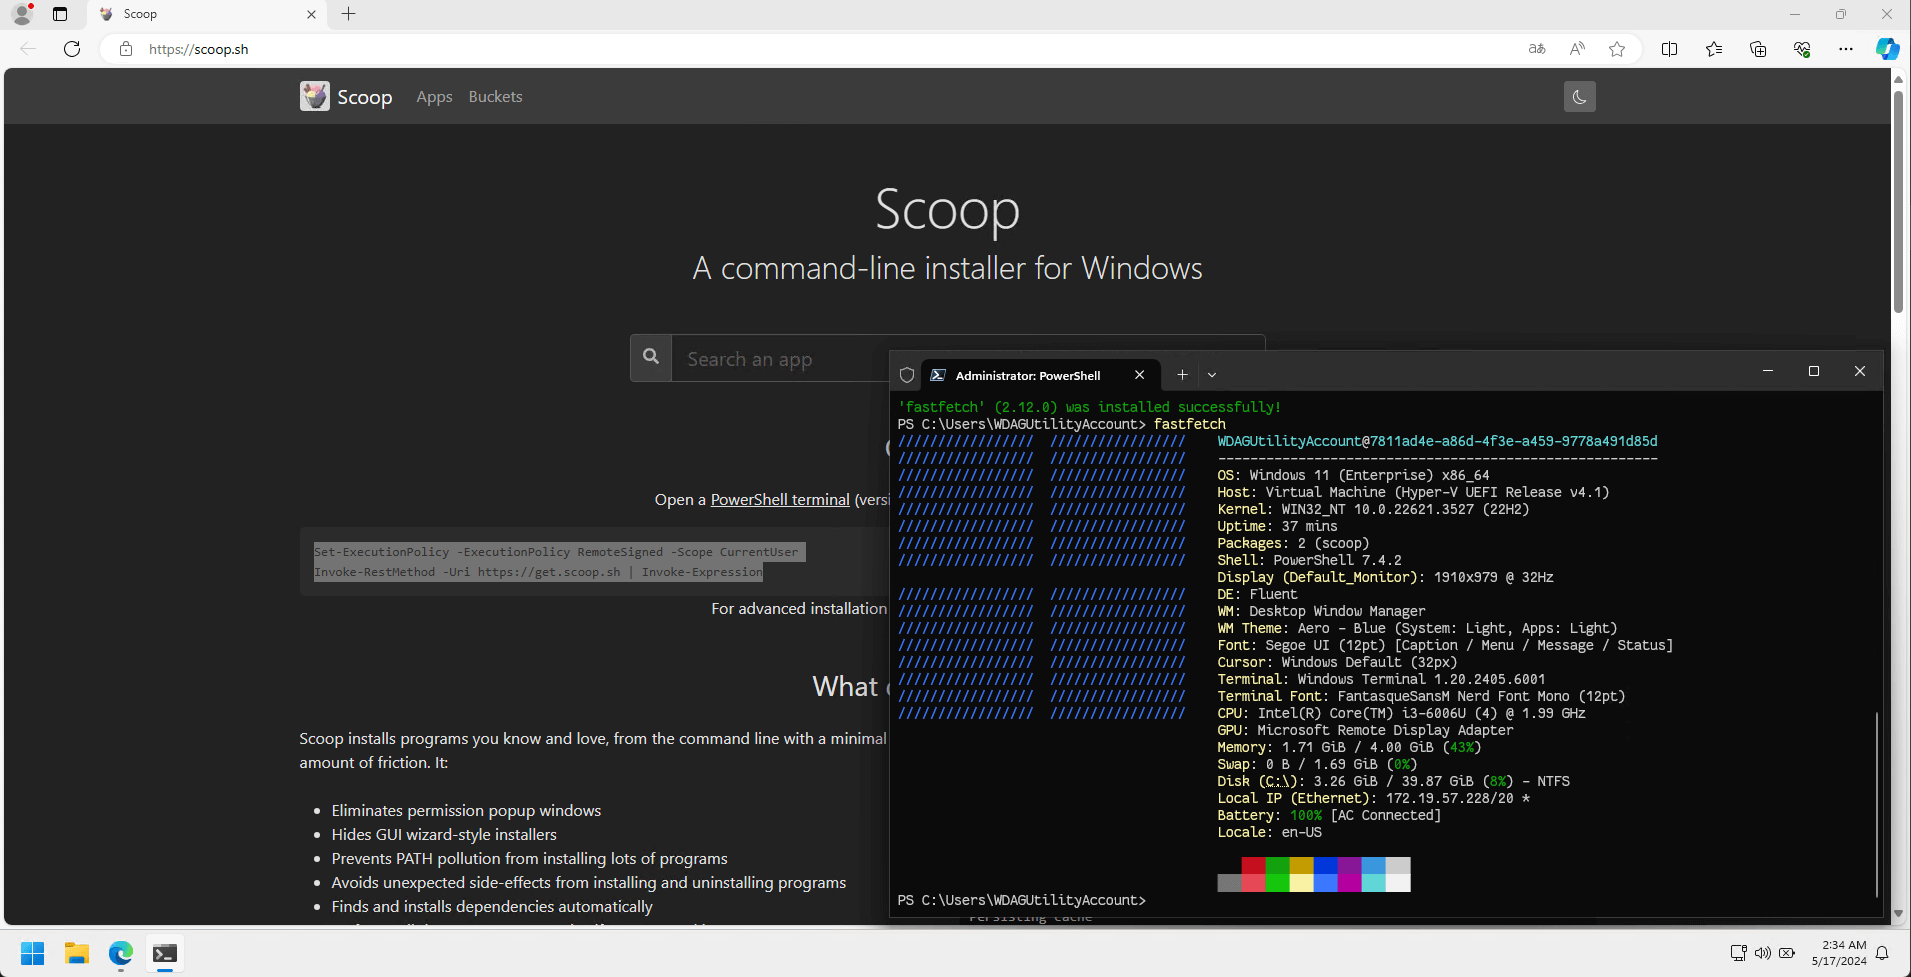 Scoop
https://scoop.sh
Scoop
Apps
Buckets
Scoop
A command-line installer for Windows
Search an app
Open a PowerShell terminal (versi
Set-ExecutionPolicy -ExecutionPolicy RemoteSigned -Scope CurrentUser
Invoke-RestMethod -Uri https://get.scoop.sh | Invoke-Expression
For advanced installation
What
Scoop installs programs you know and love, from the command line with a minimal
amount of friction. It:
Eliminates permission popup windows
Hides GUI wizard-style installers
Prevents PATH pollution from installing lots of programs
Avoids unexpected side-effects from installing and uninstalling programs
Finds and installs dependencies automatically
Administrator: PowerShell
'fastfetch' (2.12.0) was installed successfully!
PS C:\Users\WDAGUtilityAccount> fastfetch
///////////////// ///////////////// WDAGUtilityAccount@7811ad4e-a86d-4f3e-a459-9778a491d85d
///////////////// ///////////////// -------------------------------------------------------
///////////////// ///////////////// OS: Windows 11 (Enterprise) x86_64
///////////////// ///////////////// Host: Virtual Machine (Hyper-V UEFI Release v4.1)
///////////////// ///////////////// Kernel: WIN32_NT 10.0.22621.3527 (22H2)
///////////////// ///////////////// Uptime: 37 mins
///////////////// ///////////////// Packages: 2 (scoop)
///////////////// ///////////////// Shell: PowerShell 7.4.2
Display (Default_Monitor): 1910x979 @ 32Hz
///////////////// ///////////////// DE: Fluent
///////////////// ///////////////// WM: Desktop Window Manager
///////////////// ///////////////// WM Theme: Aero - Blue (System: Light, Apps: Light)
///////////////// ///////////////// Font: Segoe UI (12pt) [Caption / Menu / Message / Status]
///////////////// ///////////////// Cursor: Windows Default (32px)
///////////////// ///////////////// Terminal: Windows Terminal 1.20.2405.6001
///////////////// ///////////////// Terminal Font: FantasqueSansM Nerd Font Mono (12pt)
///////////////// ///////////////// CPU: Intel(R) Core(TM) i3-6006U (4) @ 1.99 GHz
GPU: Microsoft Remote Display Adapter
Memory: 1.71 GiB / 4.00 GiB (43%)
Swap: 0 B / 1.69 GiB (0%)
Disk (C:\): 3.26 GiB / 39.87 GiB (8%) - NTFS
Local IP (Ethernet): 172.19.57.228/20 *
Battery: 100% [AC Connected]
Locale: en-US
PS C:\Users\WDAGUtilityAccount>
2:34 AM
5/17/2024